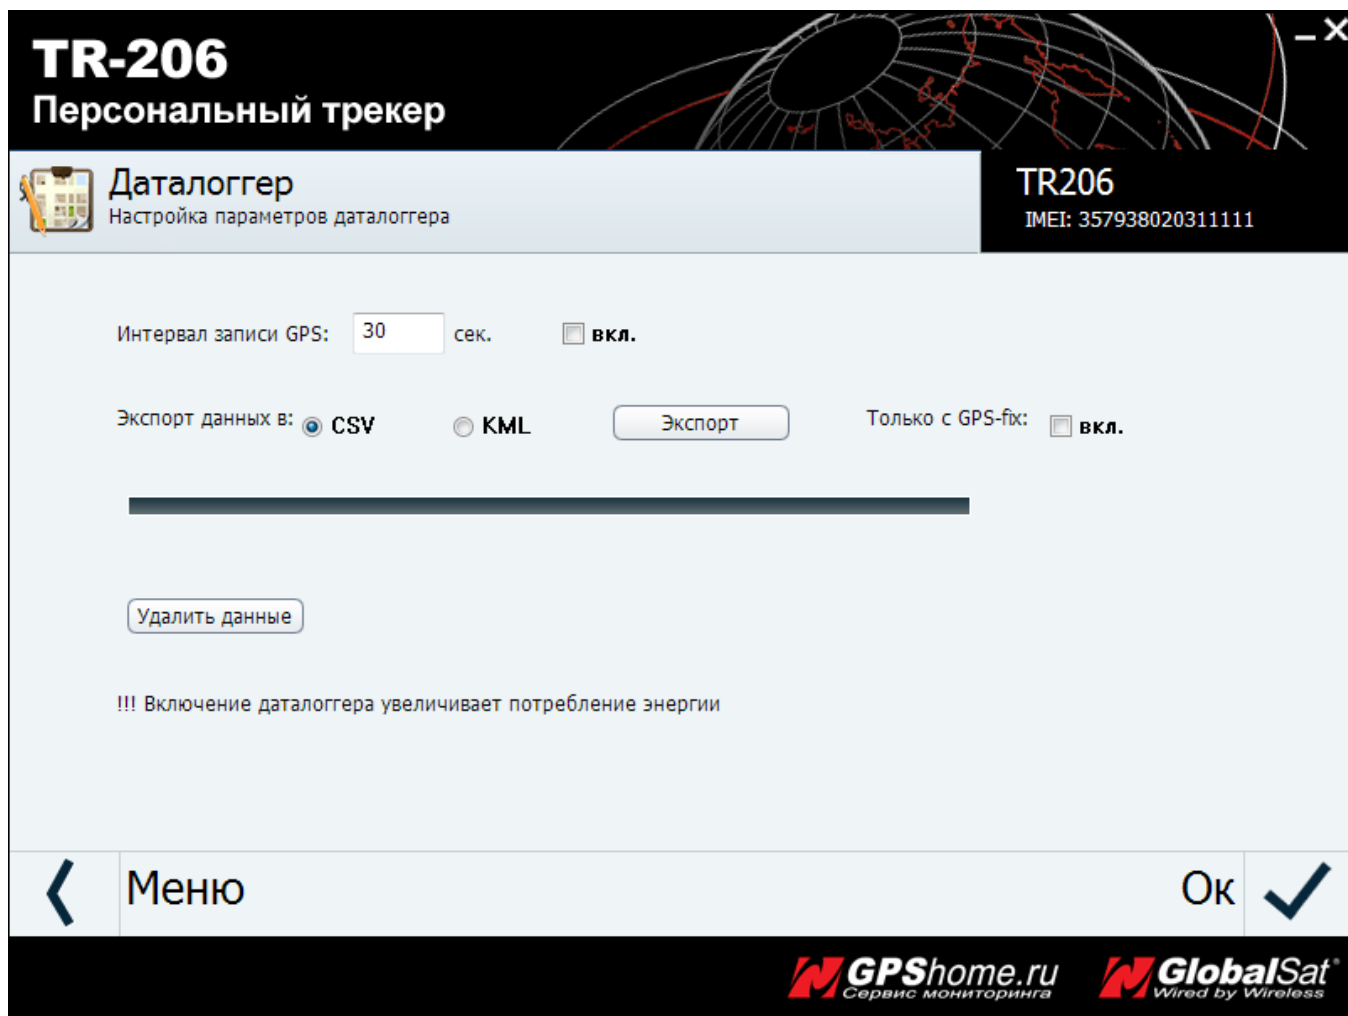 TR-206
Персональный трекер
Даталоггер
Настройка параметров даталоггера
TR206
IMEI: 357938020311111
Интервал записи GPS: 30 сек. вкл.
Экспорт данных в: CSV KML Экспорт Только с GPS-fix: вкл.
Удалить данные
!!! Включение даталоггера увеличивает потребление энергии
Меню Ок
GPShome.ru
Сервис мониторинга
GlobalSat
Wired by Wireless